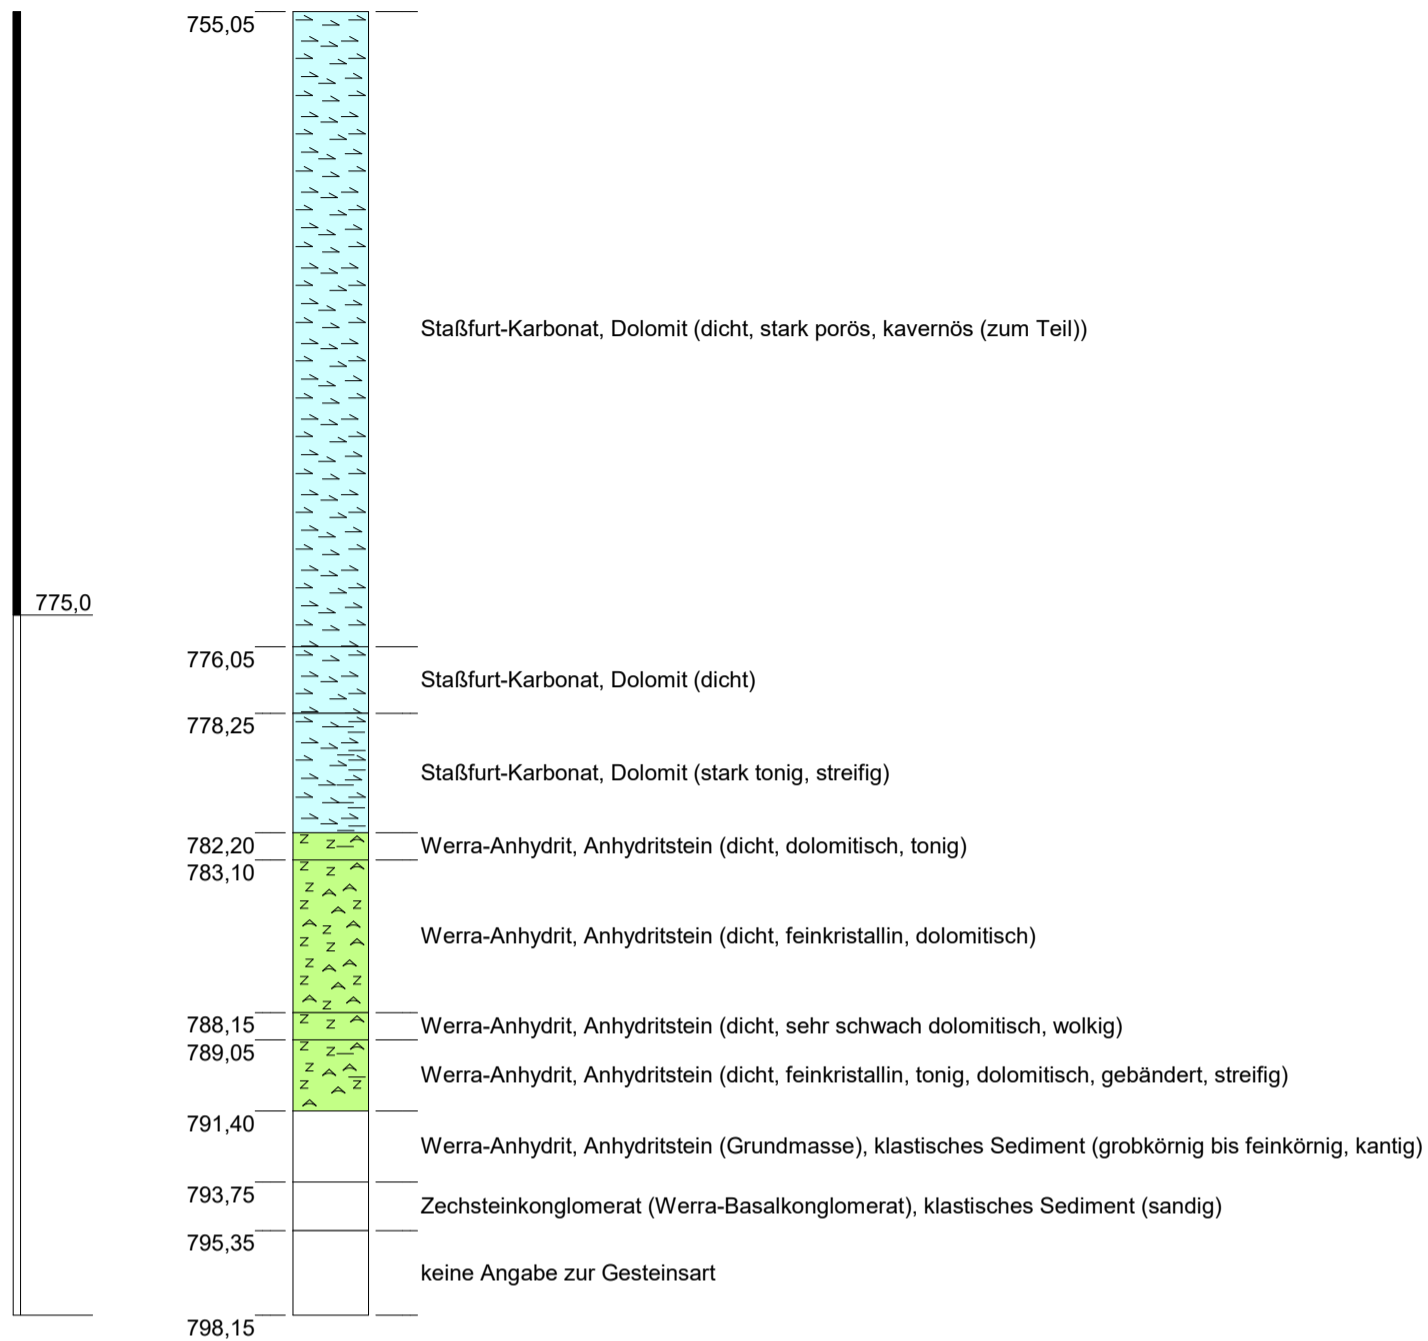 755,05
Staßfurt-Karbonat, Dolomit (dicht, stark porös, kavernös (zum Teil))
775,0
776,05
Staßfurt-Karbonat, Dolomit (dicht)
778,25
Staßfurt-Karbonat, Dolomit (stark tonig, streifig)
782,20
Werra-Anhydrit, Anhydritstein (dicht, dolomitisch, tonig)
783,10
Werra-Anhydrit, Anhydritstein (dicht, feinkristallin, dolomitisch)
788,15
Werra-Anhydrit, Anhydritstein (dicht, sehr schwach dolomitisch, wolkig)
789,05
Werra-Anhydrit, Anhydritstein (dicht, feinkristallin, tonig, dolomitisch, gebändert, streifig)
791,40
Werra-Anhydrit, Anhydritstein (Grundmasse), klastisches Sediment (grobkörnig bis feinkörnig, kantig)
793,75
Zechsteinkonglomerat (Werra-Basalkonglomerat), klastisches Sediment (sandig)
795,35
keine Angabe zur Gesteinsart
798,15